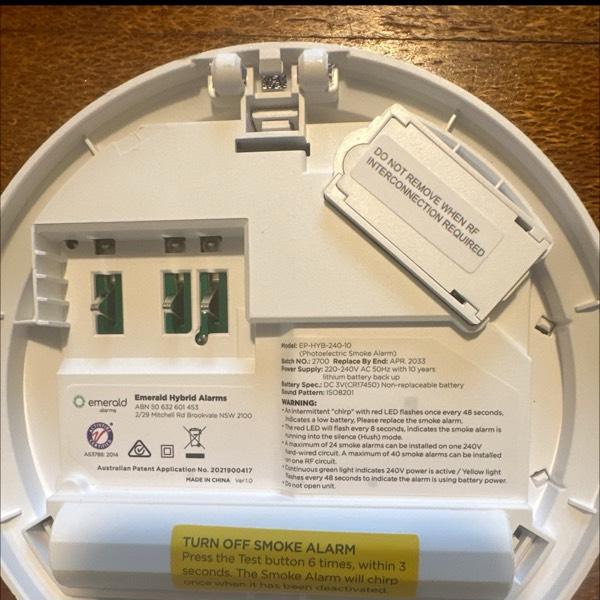 DO NOT REMOVE WHEN RF
INTERCONNECTION REQUIRED
Model: EP-HYB-240-10
(Photoelectric Smoke Alarm)
Batch NO.: 2700 Replace By End: APR. 2033
Power Supply: 220-240V AC 50Hz with 10 years
lithium battery back up
Battery Spec.: DC 3V(CR17450) Non-replaceable battery
Sound Pattern: ISO8201
WARNING:
• An intermittent "chirp" with red LED flashes once every 48 seconds,
indicates a low battery, Please replace the smoke alarm.
• The red LED will flash every 8 seconds, indicates the smoke alarm is
running into the silence (Hush) mode.
• A maximum of 24 smoke alarms can be installed on one 240V
hard-wired circuit. A maximum of 40 smoke alarms can be installed
on one RF circuit.
• Continuous green light indicates 240V power is active / Yellow light
flashes every 48 seconds to indicate the alarm is using battery power.
• Do not open unit.
emerald
alarms
Emerald Hybrid Alarms
ABN 50 632 601 453
2/29 Mitchell Rd Brookvale NSW 2100
AS3786: 2014
Australian Patent Application No. 2021900417
MADE IN CHINA Ver1.0
TURN OFF SMOKE ALARM
Press the Test button 6 times, within 3
seconds. The Smoke Alarm will chirp
once when it has been deactivated.